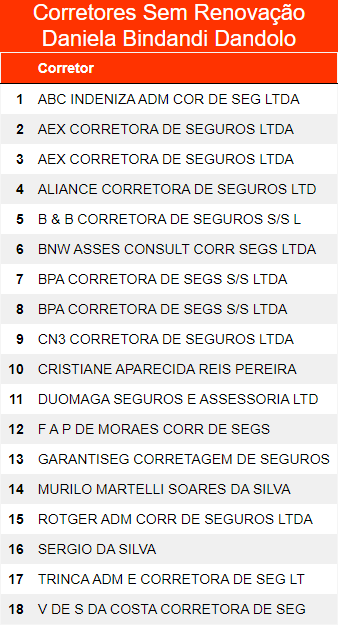 Corretores Sem Renovação
Daniela Bindandi Dandolo
Corretor
1 ABC INDENIZA ADM COR DE SEG LTDA
2 AEX CORRETORA DE SEGUROS LTDA
3 AEX CORRETORA DE SEGUROS LTDA
4 ALIANCE CORRETORA DE SEGUROS LTD
5 B & B CORRETORA DE SEGUROS S/S L
6 BNW ASSES CONSULT CORR SEGS LTDA
7 BPA CORRETORA DE SEGS S/S LTDA
8 BPA CORRETORA DE SEGS S/S LTDA
9 CN3 CORRETORA DE SEGUROS LTDA
10 CRISTIANE APARECIDA REIS PEREIRA
11 DUOMAGA SEGUROS E ASSESSORIA LTD
12 F A P DE MORAES CORR DE SEGS
13 GARANTISEG CORRETAGEM DE SEGUROS
14 MURILO MARTELLI SOARES DA SILVA
15 ROTGER ADM CORR DE SEGUROS LTDA
16 SERGIO DA SILVA
17 TRINCA ADM E CORRETORA DE SEG LT
18 V DE S DA COSTA CORRETORA DE SEG